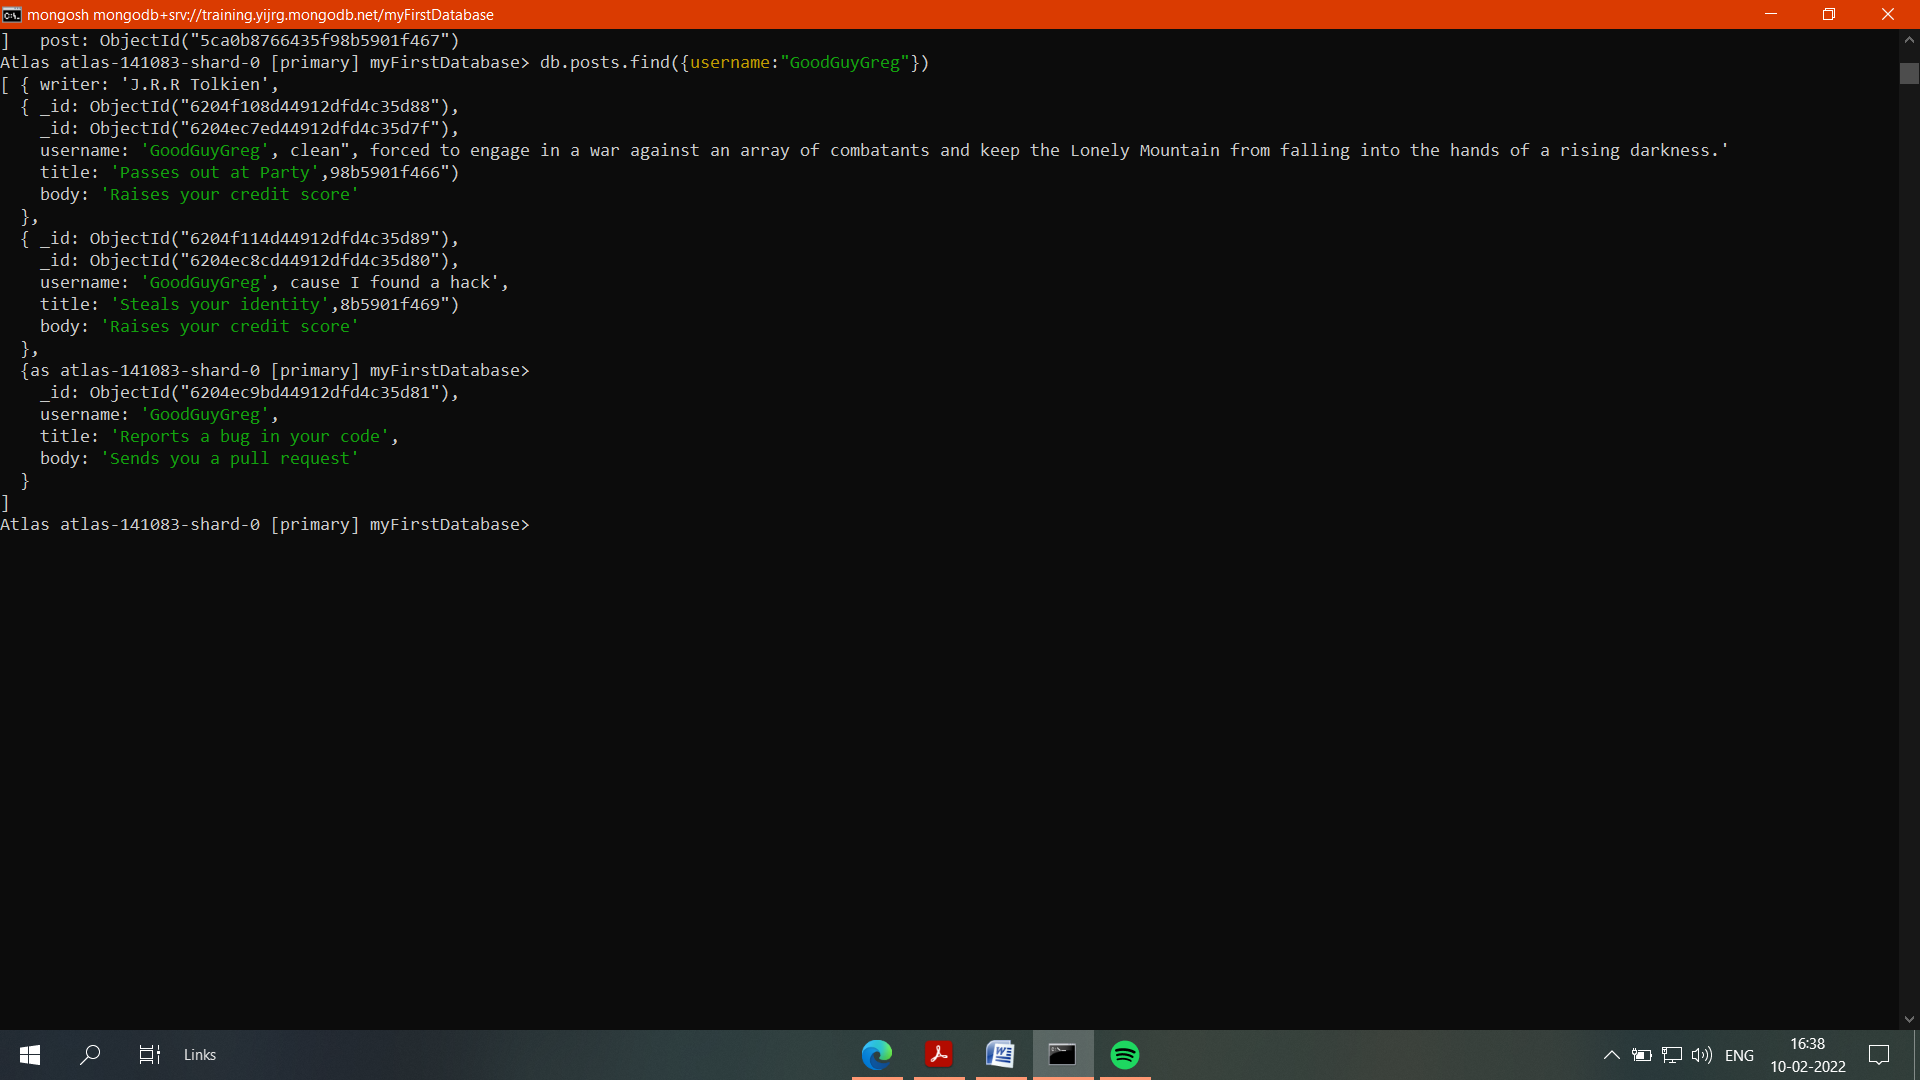 mongosh mongodb+srv://training.yijrg.mongodb.net/myFirstDatabase
]   post: ObjectId("5ca0b8766435f98b5901f467")
Atlas atlas-141083-shard-0 [primary] myFirstDatabase> db.posts.find({username:"GoodGuyGreg"})
[ { writer: 'J.R.R Tolkien',
  { _id: ObjectId("6204f108d44912dfd4c35d88"),
    _id: ObjectId("6204ec7ed44912dfd4c35d7f"),
    username: 'GoodGuyGreg', clean", forced to engage in a war against an array of combatants and keep the Lonely Mountain from falling into the hands of a rising darkness.'
    title: 'Passes out at Party',98b5901f466")
    body: 'Raises your credit score'
  },
  { _id: ObjectId("6204f114d44912dfd4c35d89"),
    _id: ObjectId("6204ec8cd44912dfd4c35d80"),
    username: 'GoodGuyGreg', cause I found a hack',
    title: 'Steals your identity',8b5901f469")
    body: 'Raises your credit score'
  },
  {as atlas-141083-shard-0 [primary] myFirstDatabase>
    _id: ObjectId("6204ec9bd44912dfd4c35d81"),
    username: 'GoodGuyGreg',
    title: 'Reports a bug in your code',
    body: 'Sends you a pull request'
  }
]
Atlas atlas-141083-shard-0 [primary] myFirstDatabase>
Links
ENG
16:38
10-02-2022